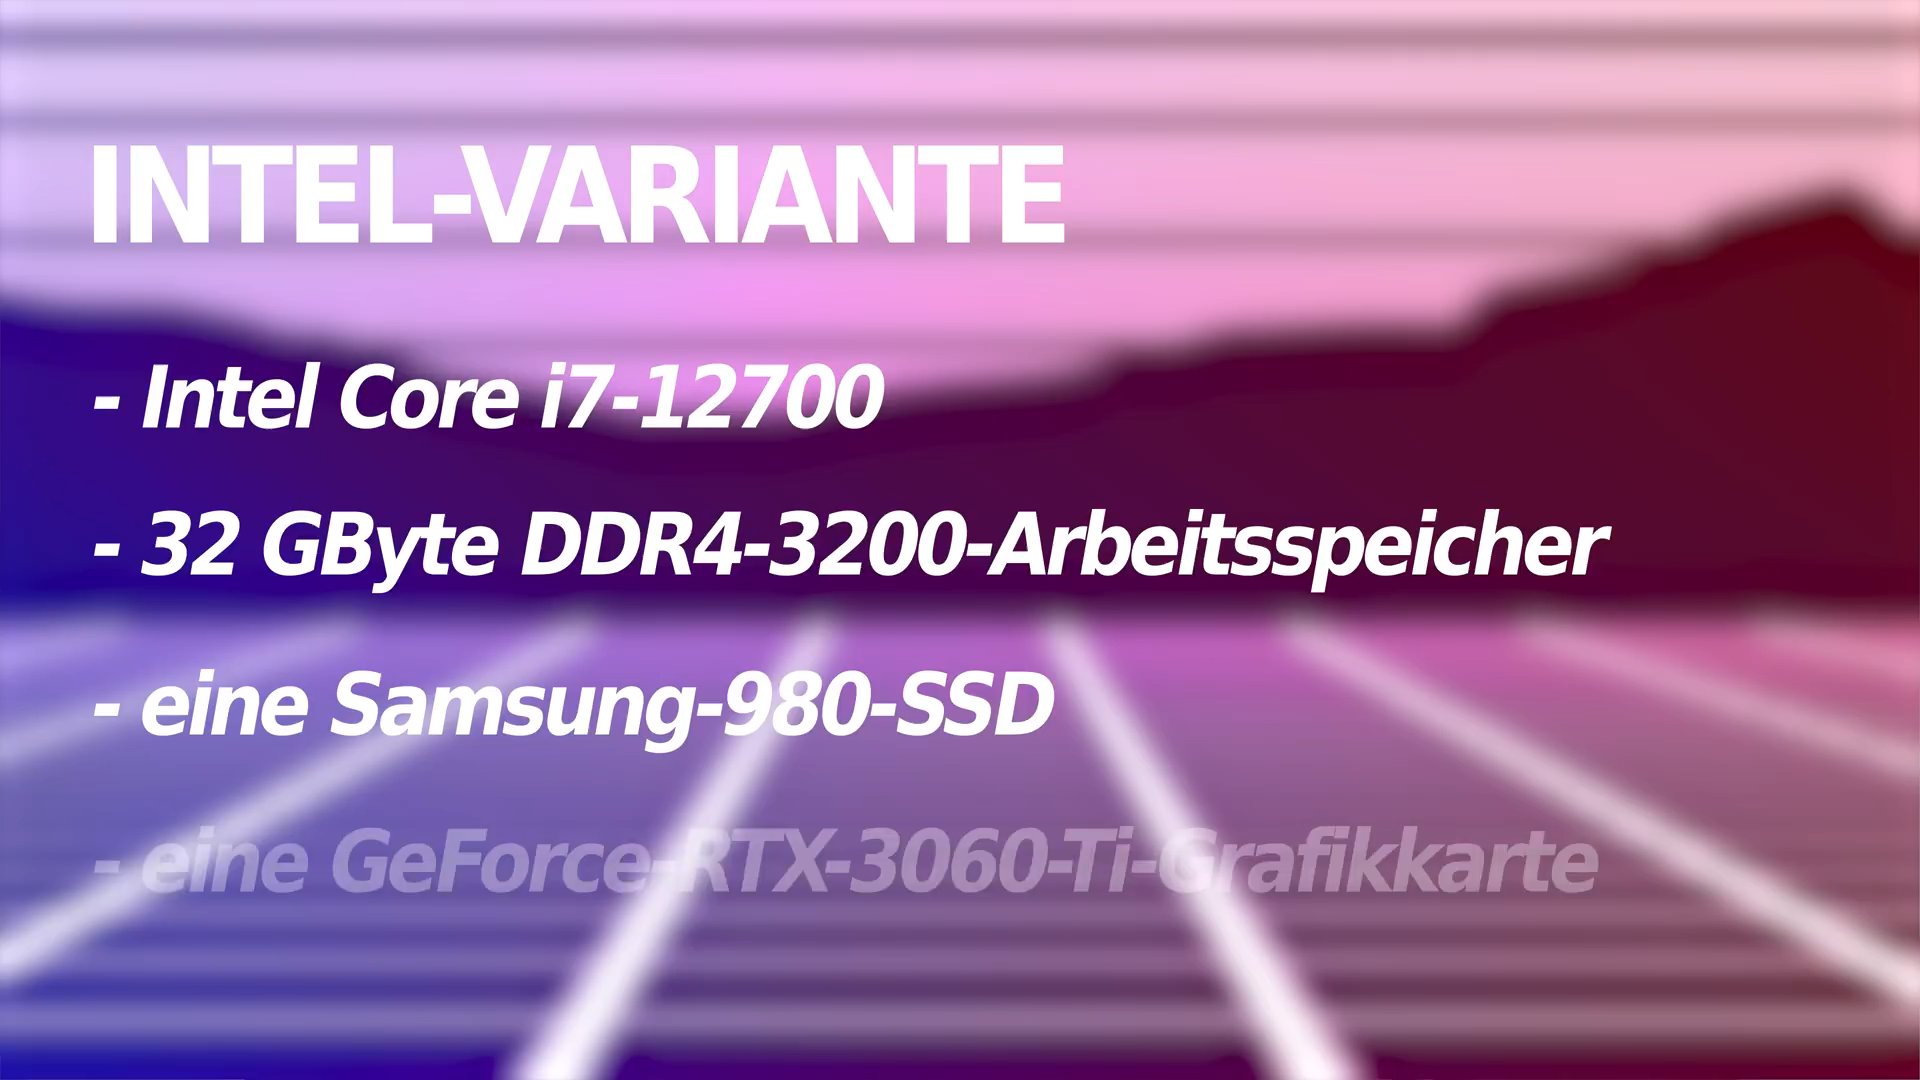 INTEL-VARIANTE
- Intel Core i7-12700
- 32 GByte DDR4-3200-Arbeitsspeicher
- eine Samsung-980-SSD
- eine GeForce-RTX-3060-Ti-Grafikkarte